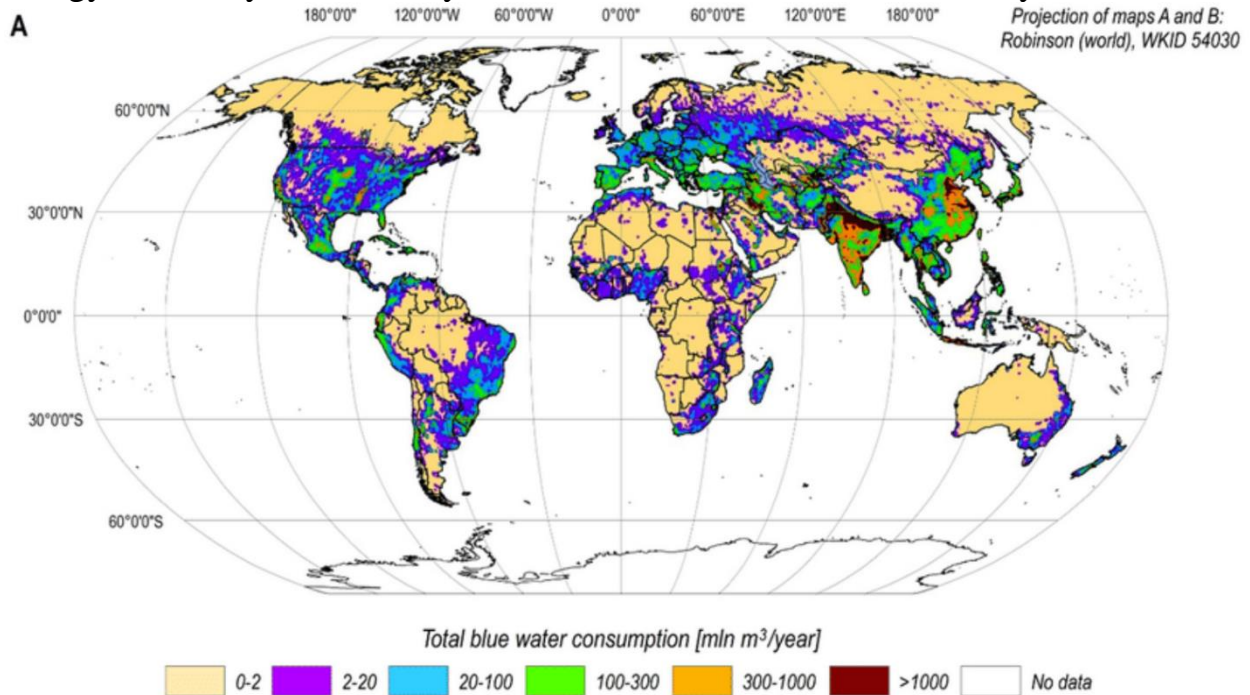 A
Projection of maps A and B:
Robinson (world), WKID 54030
180°0'0" 120°0'0"W 60°0'0"W 0°0'0" 60°0'0"E 120°0'0"E 180°0'0"
60°0'0"N
30°0'0"N
0°0'0"
30°0'0"S
60°0'0"S
Total blue water consumption [mln m³/year]
0-2 2-20 20-100 100-300 300-1000 >1000 No data